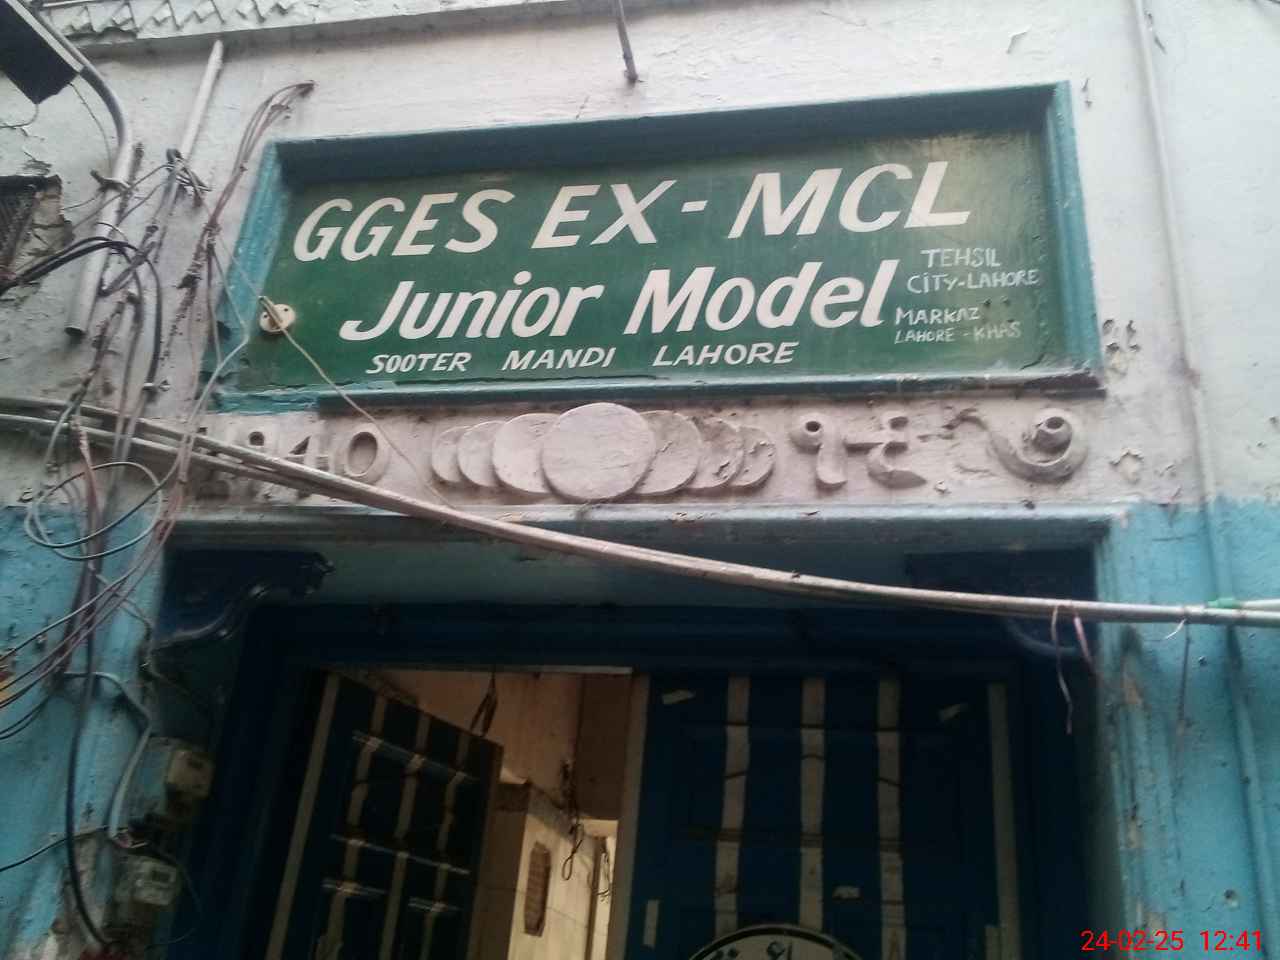 GGES EX-MCL
Junior Model
TEHSIL
CITY-LAHORE
MARKAZ
LAHORE-KHAS
SOOTER MANDI LAHORE
1940
24-02-25 12:41